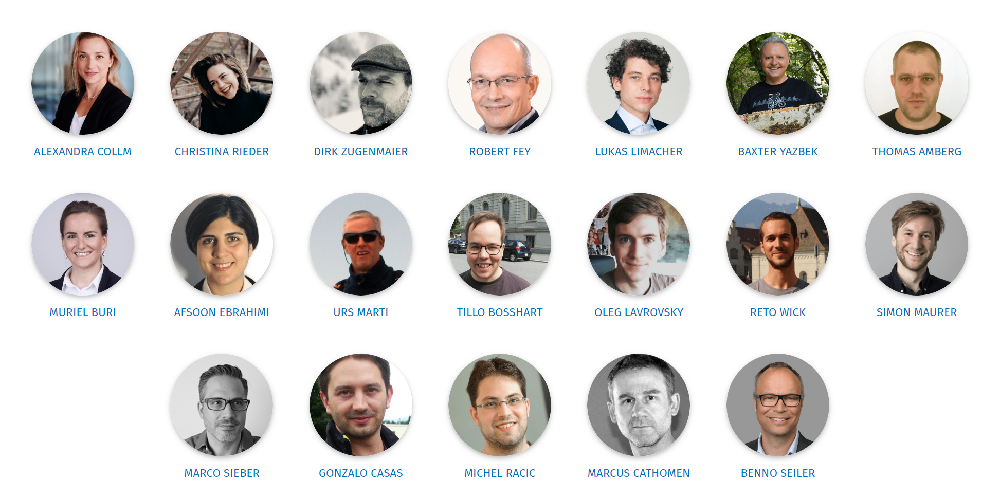 ALEXANDRA COLLM
CHRISTINA RIEDER
DIRK ZUGENMAIER
ROBERT FEY
LUKAS LIMACHER
BAXTER YAZBEK
THOMAS AMBERG
MURIEL BURI
AFSOON EBRAHIMI
URS MARTI
TILLO BOSSHART
OLEG LAVROVSKY
RETO WICK
SIMON MAURER
MARCO SIEBER
GONZALO CASAS
MICHEL RACIC
MARCUS CATHOMEN
BENNO SEILER